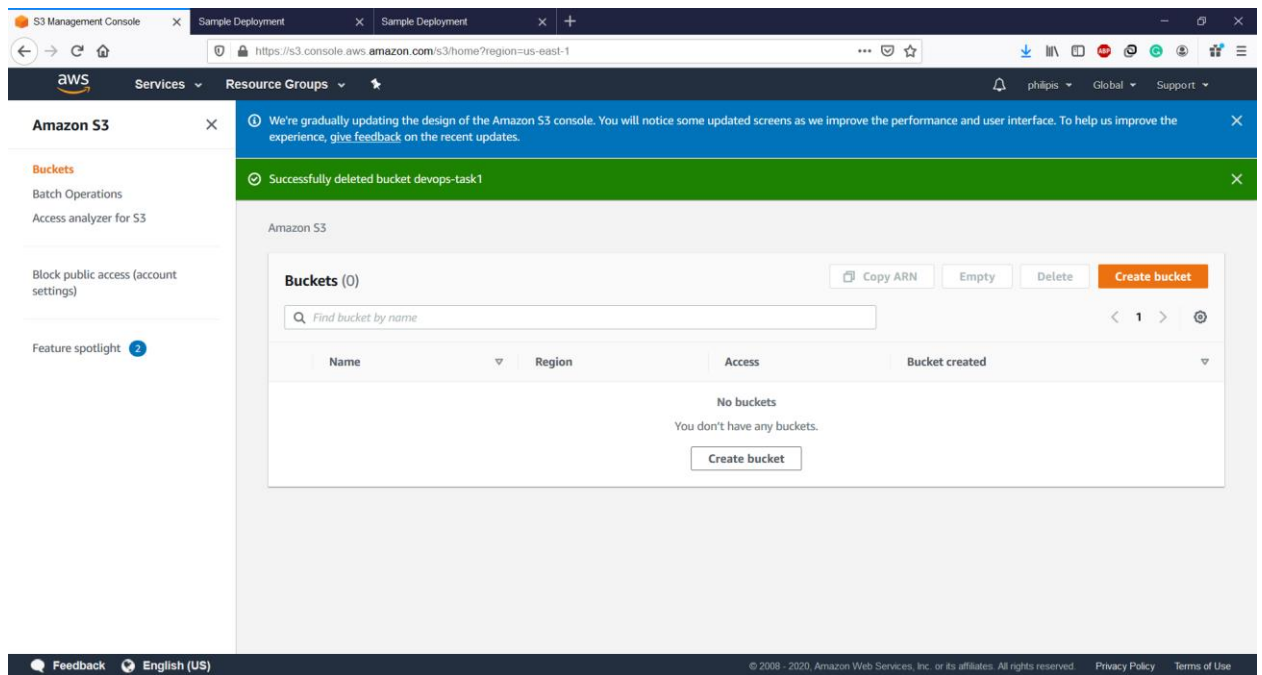 S3 Management Console
Sample Deployment
Sample Deployment
https://s3.console.aws.amazon.com/s3/home?region=us-east-1
ABP
aws
Services
Resource Groups
philipis
Global
Support
Amazon S3
We're gradually updating the design of the Amazon S3 console. You will notice some updated screens as we improve the performance and user interface. To help us improve the
experience, give feedback on the recent updates.
Buckets
Batch Operations
Access analyzer for S3
Block public access (account
settings)
Feature spotlight 2
Successfully deleted bucket devops-task1
Amazon S3
Buckets (0)
Copy ARN
Empty
Delete
Create bucket
Find bucket by name
1
Name
Region
Access
Bucket created
No buckets
You don't have any buckets.
Create bucket
Feedback
English (US)
© 2008 - 2020, Amazon Web Services, Inc. or its affiliates. All rights reserved.
Privacy Policy
Terms of Use